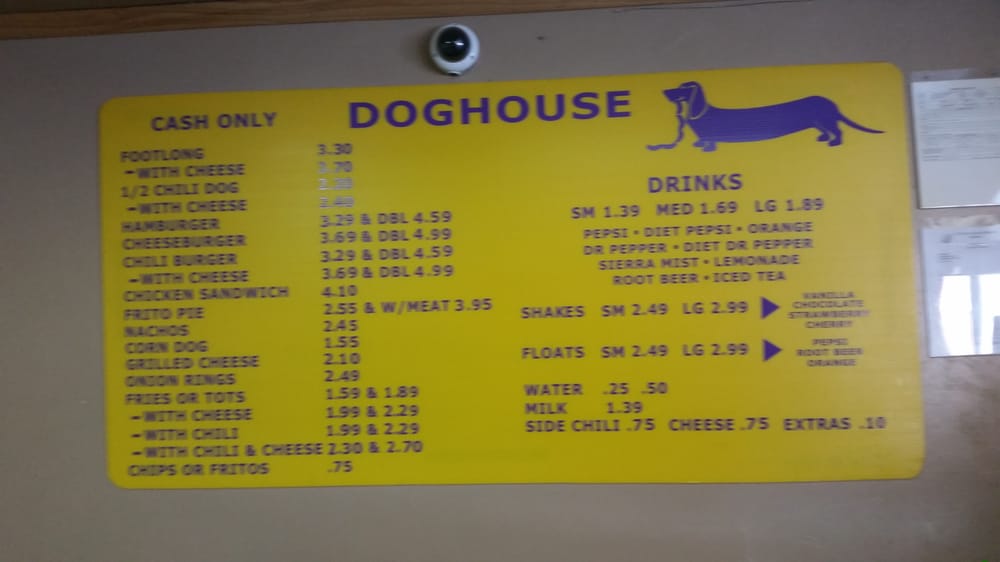 CASH ONLY
DOGHOUSE
FOOTLONG 3.30
-WITH CHEESE .70
1/2 CHILI DOG
-WITH CHEESE
HAMBURGER 3.29 & DBL 4.59
CHEESEBURGER 3.69 & DBL 4.99
CHILI BURGER 3.29 & DBL 4.59
-WITH CHEESE 3.69 & DBL 4.99
CHICKEN SANDWICH 4.10
FRITO PIE 2.55 & W/MEAT 3.95
NACHOS 2.45
CORN DOG 1.55
GRILLED CHEESE 2.10
ONION RINGS 2.49
FRIES OR TOTS 1.59 & 1.89
-WITH CHEESE 1.99 & 2.29
-WITH CHILI 1.99 & 2.29
-WITH CHILI & CHEESE 2.30 & 2.70
CHIPS OR FRITOS .75
DRINKS
SM 1.39 MED 1.69 LG 1.89
PEPSI • DIET PEPSI • ORANGE
DR PEPPER • DIET DR PEPPER
SIERRA MIST • LEMONADE
ROOT BEER • ICED TEA
SHAKES SM 2.49 LG 2.99
VANILLA
CHOCOLATE
STRAWBERRY
CHERRY
FLOATS SM 2.49 LG 2.99
PEPSI
ROOT BEER
ORANGE
WATER .25 .50
MILK 1.39
SIDE CHILI .75 CHEESE .75 EXTRAS .10